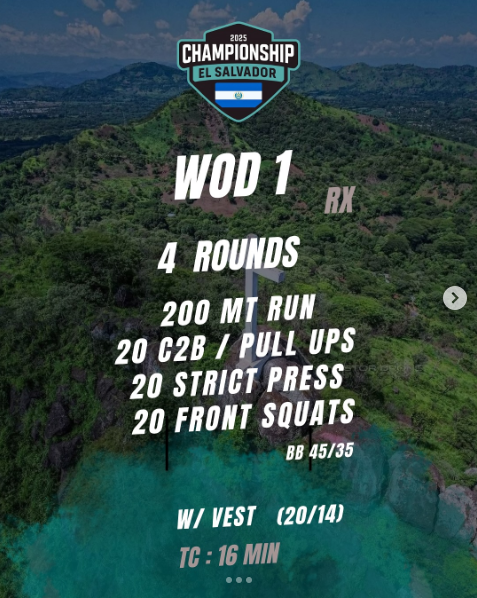 2025
CHAMPIONSHIP
EL SALVADOR
WOD 1
RX
4 ROUNDS
200 MT RUN
20 C2B / PULL UPS
20 STRICT PRESS
20 FRONT SQUATS
BB 45/35
W/ VEST (20/14)
TC : 16 MIN